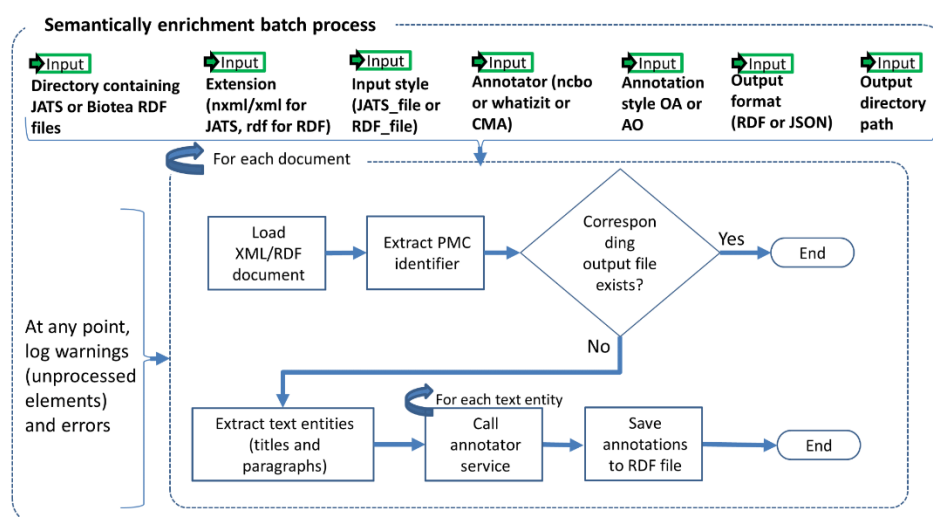 Semantically enrichment batch process
Input
Directory containing
JATS or Biotea RDF
files
Input
Extension
(nxml/xml for
JATS, rdf for RDF)
Input
Input style
(JATS_file or
RDF_file)
Input
Annotator (ncbo
or whatizit or
CMA)
Input
Annotation
style OA or
AO
Input
Output
format
(RDF or JSON)
Input
Output
directory
path
For each document
Load
XML/RDF
document
Extract PMC
identifier
Correspon
ding
output file
exists?
Yes
End
No
At any point,
log warnings
(unprocessed
elements)
and errors
Extract text entities
(titles and
paragraphs)
For each text entity
Call
annotator
service
Save
annotations
to RDF file
End